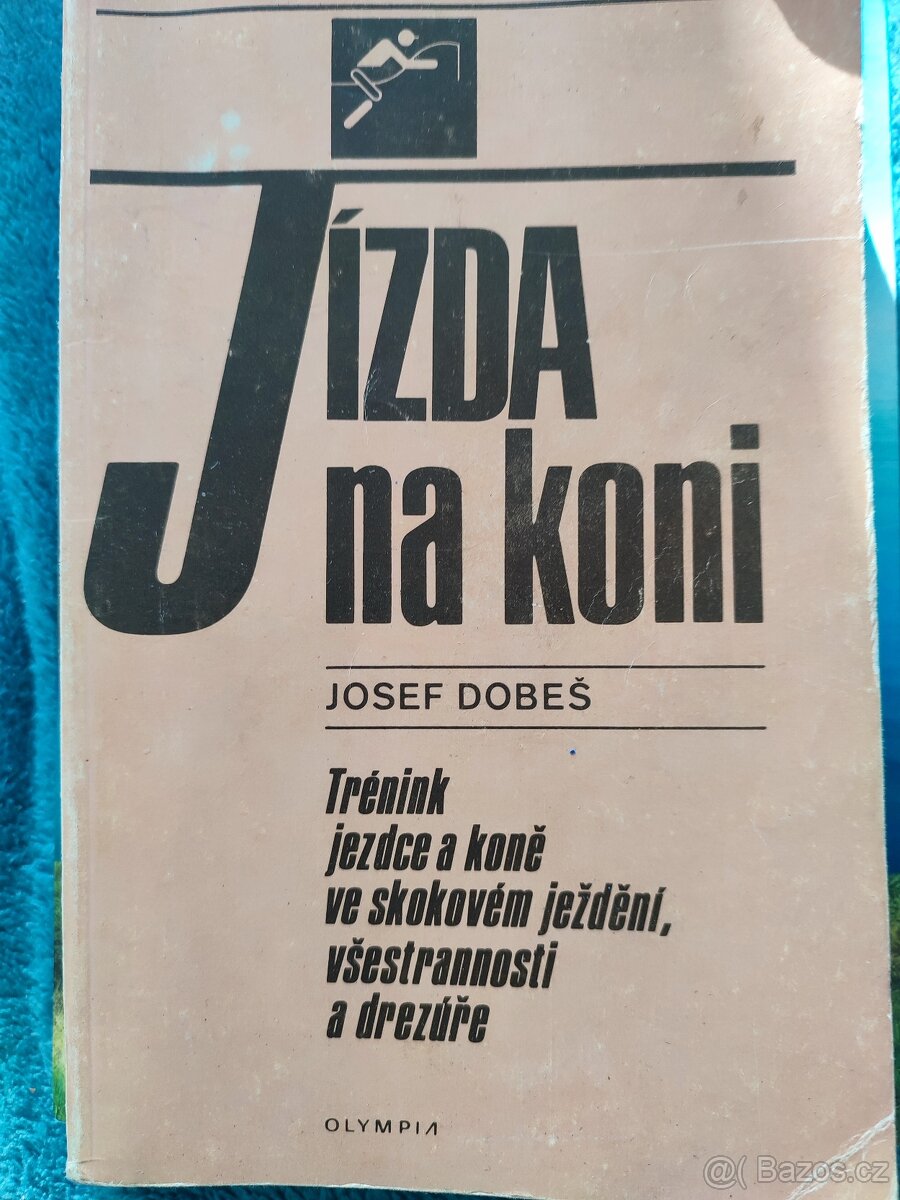 JÍZDA
na koni
JOSEF DOBEŠ
Trénink
jezdce a koně
ve skokovém ježdění,
všestrannosti
a drezúře
OLYMPIA
@( Bazos.cz